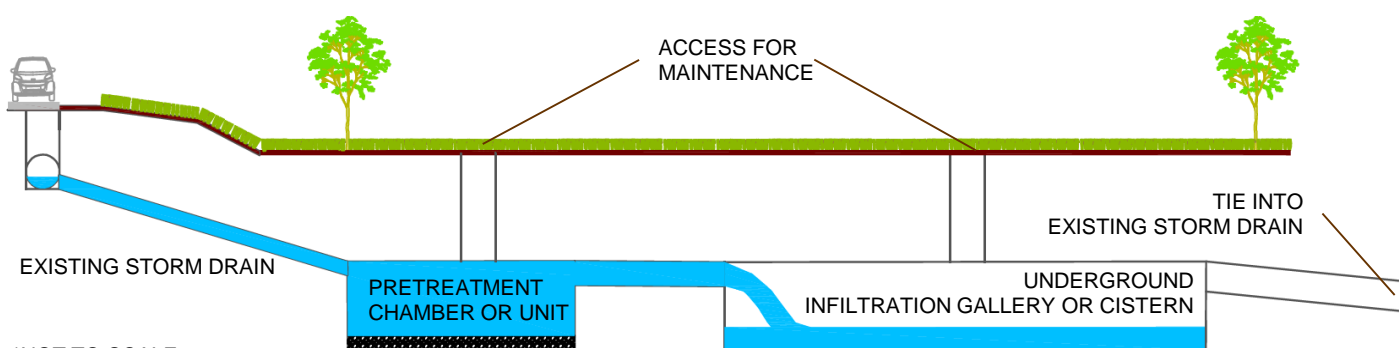 ACCESS FOR
MAINTENANCE
TIE INTO
EXISTING STORM DRAIN
EXISTING STORM DRAIN
PRETREATMENT
CHAMBER OR UNIT
UNDERGROUND
INFILTRATION GALLERY OR CISTERN